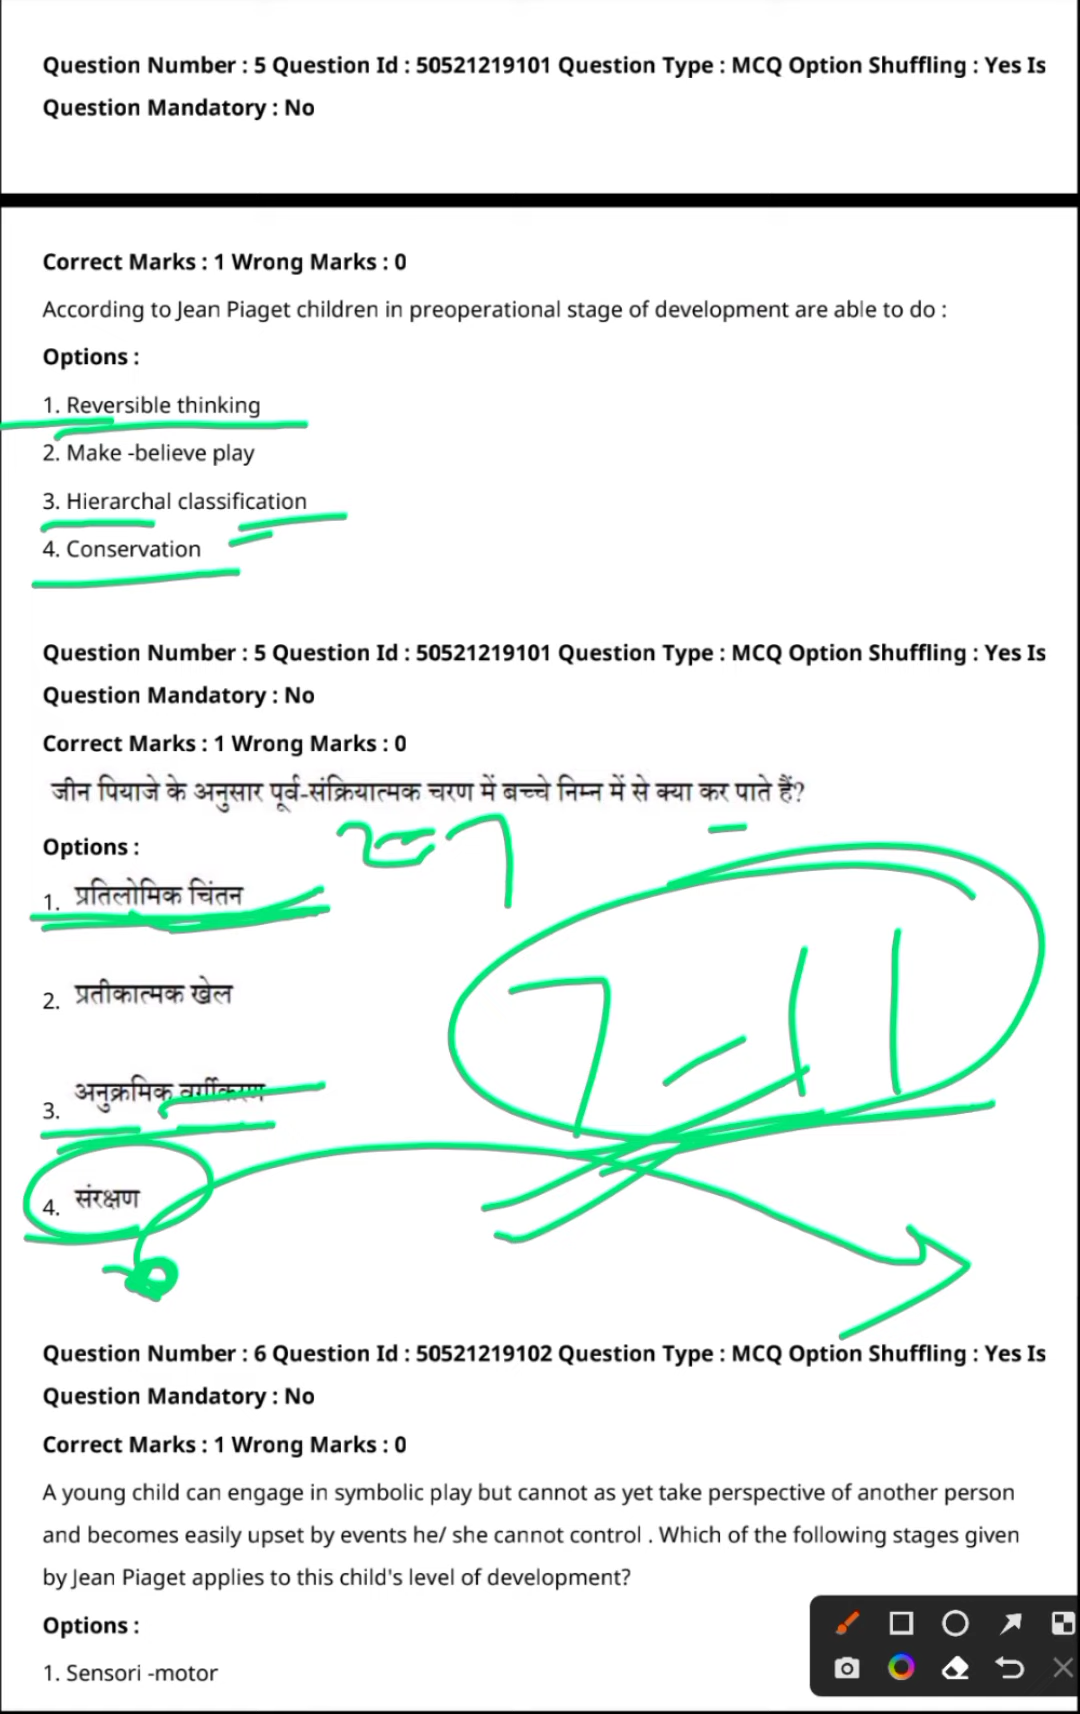 Question Number : 5 Question Id : 50521219101 Question Type : MCQ Option Shuffling : Yes Is
Question Mandatory : No
Correct Marks : 1 Wrong Marks : 0
According to Jean Piaget children in preoperational stage of development are able to do :
Options :
1. Reversible thinking
2. Make -believe play
3. Hierarchal classification
4. Conservation
Question Number : 5 Question Id : 50521219101 Question Type : MCQ Option Shuffling : Yes Is
Question Mandatory : No
Correct Marks : 1 Wrong Marks : 0
जीन पियाजे के अनुसार पूर्व-संक्रियात्मक चरण में बच्चे निम्न में से क्या कर पाते हैं?
Options :
2-7
1. प्रतिलोमिक चिंतन
2. प्रतीकात्मक खेल
7-11
3. अनुक्रमिक वर्गीकरण
4. संरक्षण
Question Number : 6 Question Id : 50521219102 Question Type : MCQ Option Shuffling : Yes Is
Question Mandatory : No
Correct Marks : 1 Wrong Marks : 0
A young child can engage in symbolic play but cannot as yet take perspective of another person
and becomes easily upset by events he/ she cannot control . Which of the following stages given
by Jean Piaget applies to this child's level of development?
Options :
1. Sensori -motor